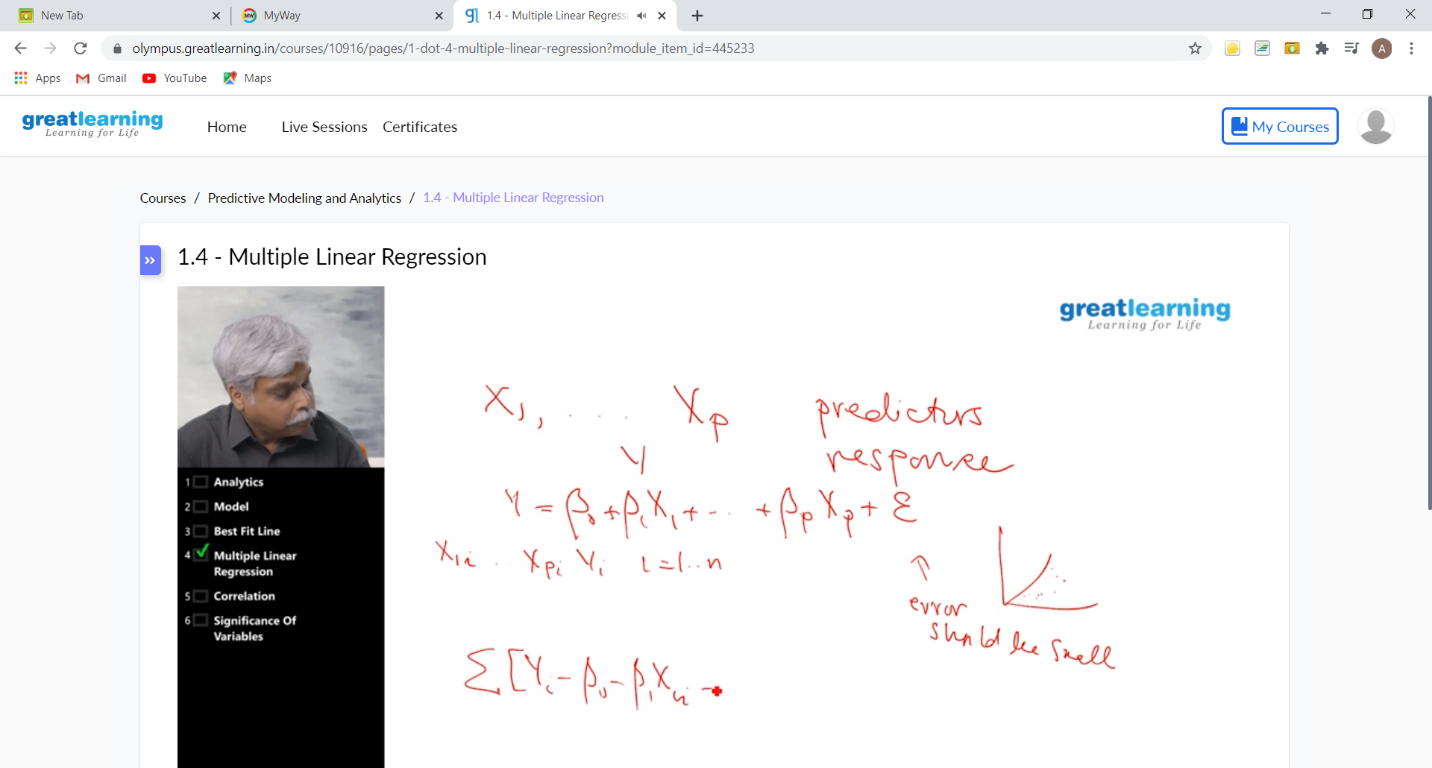 New Tab
MyWay
1.4 - Multiple Linear Regressi
olympus.greatlearning.in/courses/10916/pages/1-dot-4-multiple-linear-regression?module_item_id=445233
A
Apps Gmail YouTube Maps
greatlearning
Learning for Life
Home Live Sessions Certificates
My Courses
Courses / Predictive Modeling and Analytics / 1.4 - Multiple Linear Regression
1.4 - Multiple Linear Regression
greatlearning
Learning for Life
1 Analytics
2 Model
3 Best Fit Line
4 Multiple Linear
Regression
5 Correlation
6 Significance Of
Variables
X₁, .... Xₚ predictors
Y response
Y = β₀ + β₁X₁ + ... + βₚXₚ + ε
X₁ᵢ .. Xₚᵢ Yᵢ i=1..n
error
should be small
Σ[Yᵢ - β₀ - β₁X₁ᵢ -